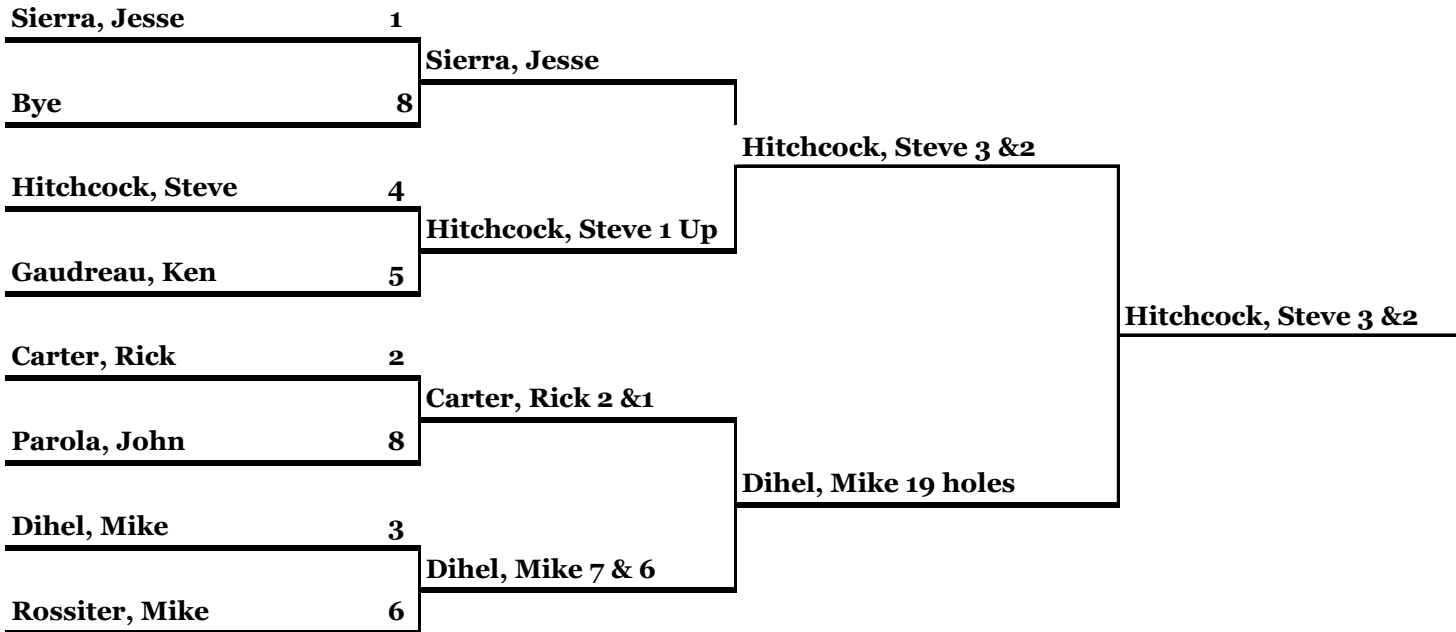 Sierra, Jesse 1
Sierra, Jesse
Bye 8
Hitchcock, Steve 3 &2
Hitchcock, Steve 4
Hitchcock, Steve 1 Up
Gaudreau, Ken 5
Hitchcock, Steve 3 &2
Carter, Rick 2
Carter, Rick 2 &1
Parola, John 8
Dihel, Mike 19 holes
Dihel, Mike 3
Dihel, Mike 7 & 6
Rossiter, Mike 6